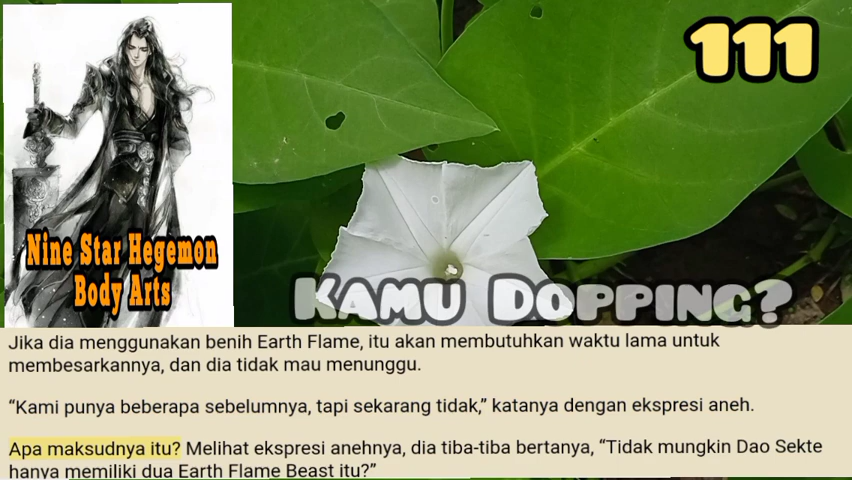 111
Nine Star Hegemon
Body Arts
Kamu Dopping?
Jika dia menggunakan benih Earth Flame, itu akan membutuhkan waktu lama untuk
membesarkannya, dan dia tidak mau menunggu.
“Kami punya beberapa sebelumnya, tapi sekarang tidak,” katanya dengan ekspresi aneh.
Apa maksudnya itu? Melihat ekspresi anehnya, dia tiba-tiba bertanya, “Tidak mungkin Dao Sekte
hanya memiliki dua Earth Flame Beast itu?”